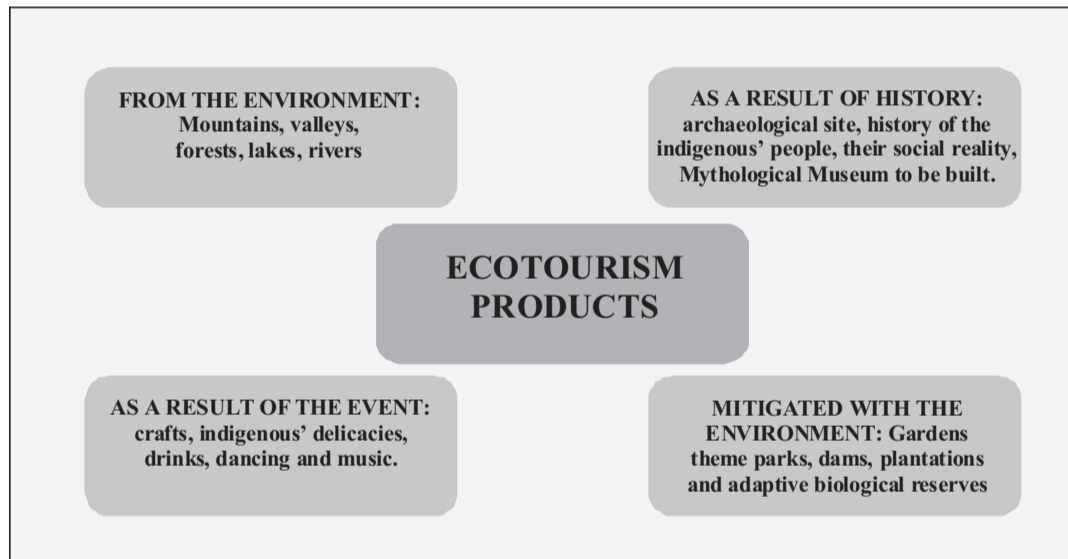 FROM THE ENVIRONMENT:
Mountains, valleys,
forests, lakes, rivers
AS A RESULT OF HISTORY:
archaeological site, history of the
indigenous’ people, their social reality,
Mythological Museum to be built.
ECOTOURISM
PRODUCTS
AS A RESULT OF THE EVENT:
crafts, indigenous’ delicacies,
drinks, dancing and music.
MITIGATED WITH THE
ENVIRONMENT: Gardens
theme parks, dams, plantations
and adaptive biological reserves